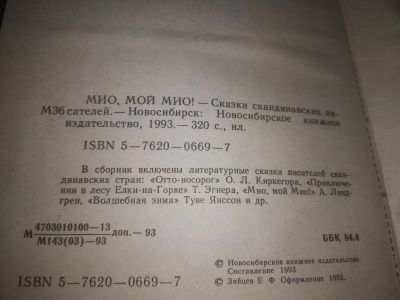 МИО, МОЙ МИО! — Сказки скандинавских пи-
М36 сателей. — Новосибирск: Новосибирское книжное
издательство, 1993. — 320 с., ил.
ISBN 5—7620—0669—7
В сборник включены литературные сказки писателей скан-
динавских стран: «Отто-носорог» О. Л. Киркегора, «Приключения
в лесу Елки-на-Горке» Т. Эгнера, «Мио, мой Мио!» А. Линд-
грен, «Волшебная зима» Туве Янссон и др.
М 4703010100—13 доп. — 93
М143(03)—93
ББК 84.4
© Новосибирское книжное издательство.
Составление 1993
ISBN 5—7620—0669—7
© Зайцев Е Ф Оформление 1993.